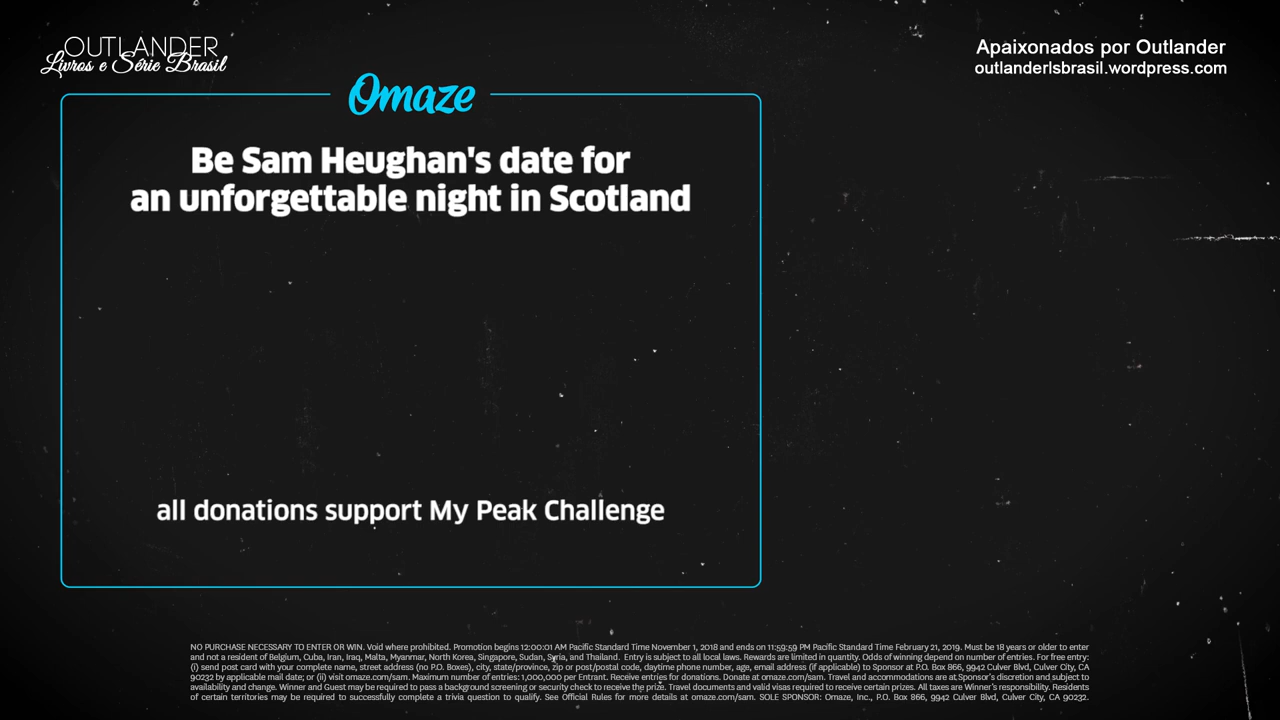 OUTLANDER
Livros e Série Brasil
Apaixonados por Outlander
outlanderlsbrasil.wordpress.com
Omaze
Be Sam Heughan's date for
an unforgettable night in Scotland
all donations support My Peak Challenge
NO PURCHASE NECESSARY TO ENTER OR WIN. Void where prohibited. Promotion begins 12:00:01 AM Pacific Standard Time November 1, 2018 and ends on 11:59:59 PM Pacific Standard Time February 21, 2019. Must be 18 years or older to enter
and not a resident of Belgium, Cuba, Iran, Iraq, Malta, Myanmar, North Korea, Singapore, Sudan, Syria, and Thailand. Entry is subject to all local laws. Rewards are limited in quantity. Odds of winning depend on number of entries. For free entry:
(i) send post card with your complete name, street address (no P.O. Boxes), city, state/province, zip or post/postal code, daytime phone number, age, email address (if applicable) to Sponsor at P.O. Box 866, 9942 Culver Blvd, Culver City, CA
90232 by applicable mail date; or (ii) visit omaze.com/sam. Maximum number of entries: 1,000,000 per Entrant. Receive entries for donations. Donate at omaze.com/sam. Travel and accommodations are at Sponsor's discretion and subject to
availability and change. Winner and Guest may be required to pass a background screening or security check to receive the prize. Travel documents and valid visas required to receive certain prizes. All taxes are Winner's responsibility. Residents
of certain territories may be required to successfully complete a trivia question to qualify. See Official Rules for more details at omaze.com/sam. SOLE SPONSOR: Omaze, Inc., P.O. Box 866, 9942 Culver Blvd, Culver City, CA 90232.